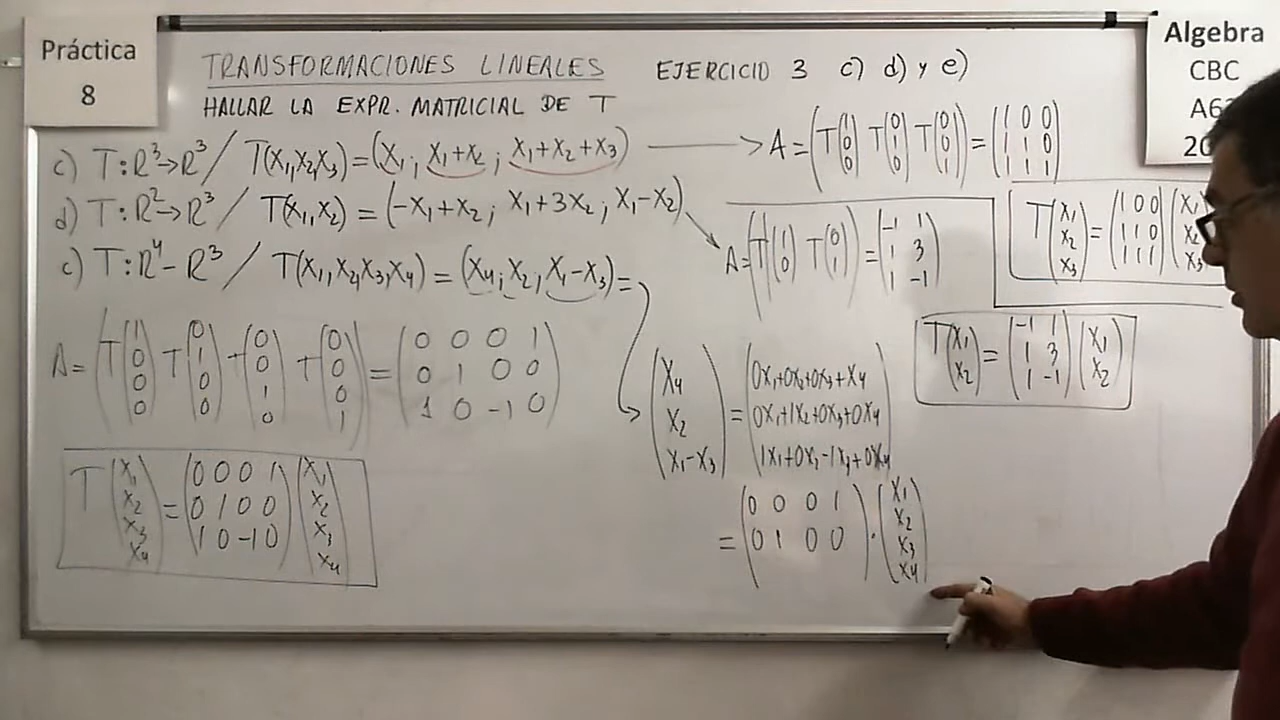 Práctica
8
Algebra
CBC
TRANSFORMACIONES LINEALES EJERCICIO 3 c) d) y e)
HALLAR LA EXPR. MATRICIAL DE T
c) T: R³→R³ / T(X₁,X₂,X₃) = (X₁; X₁+X₂; X₁+X₂+X₃) → A = (T(1 0 0) T(0 1 0) T(0 0 1)) = (1 0 0
1 1 0
1 1 1)
T(X₁ X₂ X₃) = (1 0 0
1 1 0
1 1 1) (X₁ X₂ X₃)
d) T: R²→R³ / T(X₁,X₂) = (-X₁+X₂; X₁+3X₂; X₁-X₂)
A = (T(1 0) T(0 1)) = (-1 1
1 3
1 -1)
T(X₁ X₂) = (-1 1
1 3
1 -1) (X₁ X₂)
c) T: R⁴- R³ / T(X₁,X₂,X₃,X₄) = (X₄; X₂; X₁-X₃) =
A = (T(1 0 0 0) T(0 1 0 0) T(0 0 1 0) T(0 0 0 1)) = (0 0 0 1
0 1 0 0
1 0 -1 0)
T(X₁ X₂ X₃ X₄) = (0 0 0 1
0 1 0 0
1 0 -1 0) (X₁ X₂ X₃ X₄)
(X₄ = (0X₁+0X₂+0X₃+X₄
X₂ 0X₁+1X₂+0X₃+0X₄
X₁-X₃) 1X₁+0X₂-1X₃+0X₄)
= (0 0 0 1
0 1 0 0 ) · (X₁ X₂ X₃ X₄)